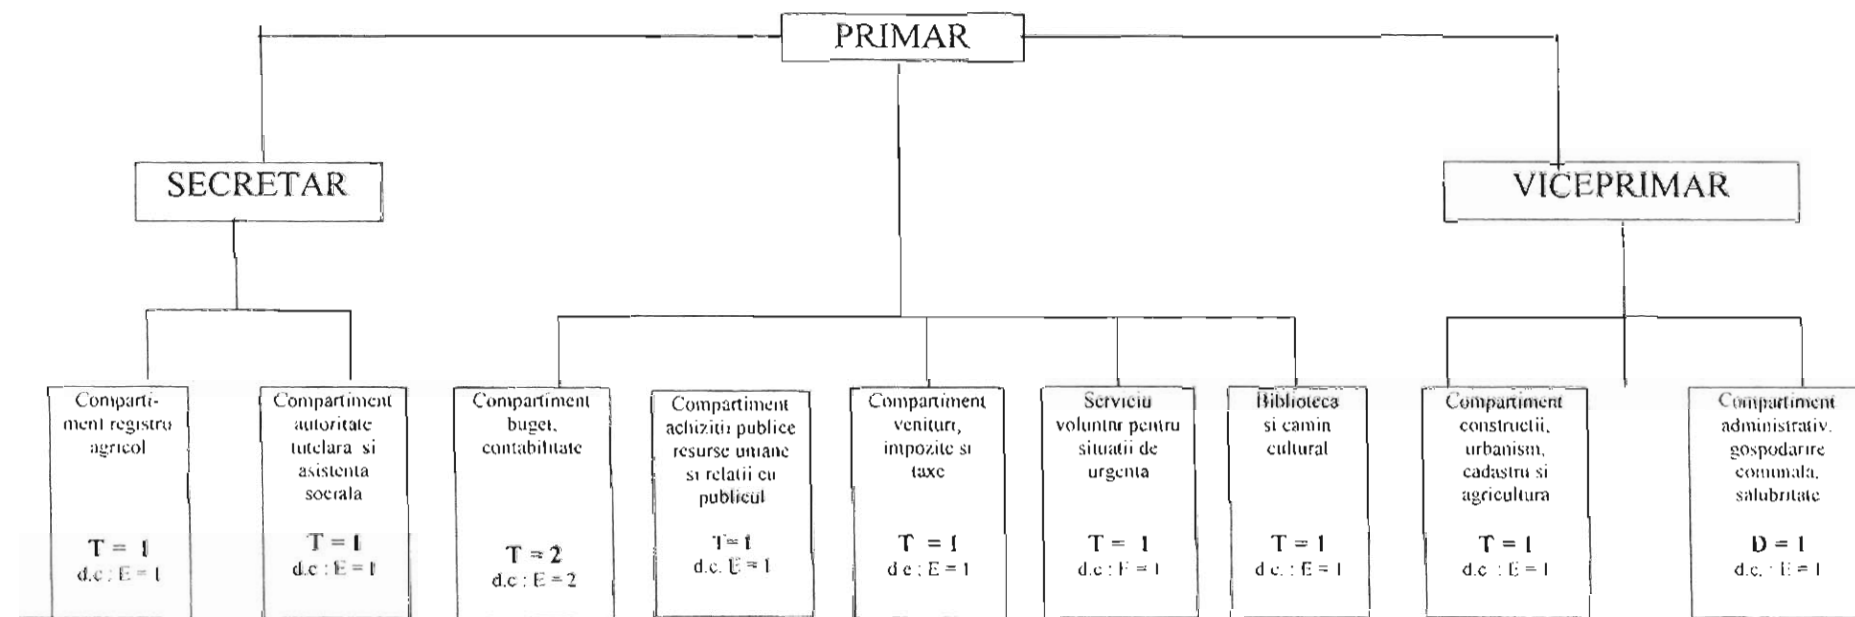 PRIMAR
SECRETAR
VICEPRIMAR
Comparti-
ment registru
agricol
T = 1
d.c : E = 1
Compartiment
autoritate
tutelara si
asistenta
sociala
T = 1
d.c : E = 1
Compartiment
buget,
contabilitate
T = 2
d.c : E = 2
Compartiment
achizitii publice
resurse umane
si relatii cu
publicul
T = 1
d.c. E = 1
Compartiment
venituri,
impozite si
taxe
T = 1
d c : E = 1
Serviciu
voluntar pentru
situatii de
urgenta
T = 1
d.c : E = 1
Biblioteca
si camin
cultural
T = 1
d c. : E = 1
Compartiment
constructii,
urbanism,
cadastru si
agricultura
T = 1
d.c : E = 1
Compartiment
administrativ,
gospodarire
comunala,
salubritate
D = 1
d.c. : E = 1